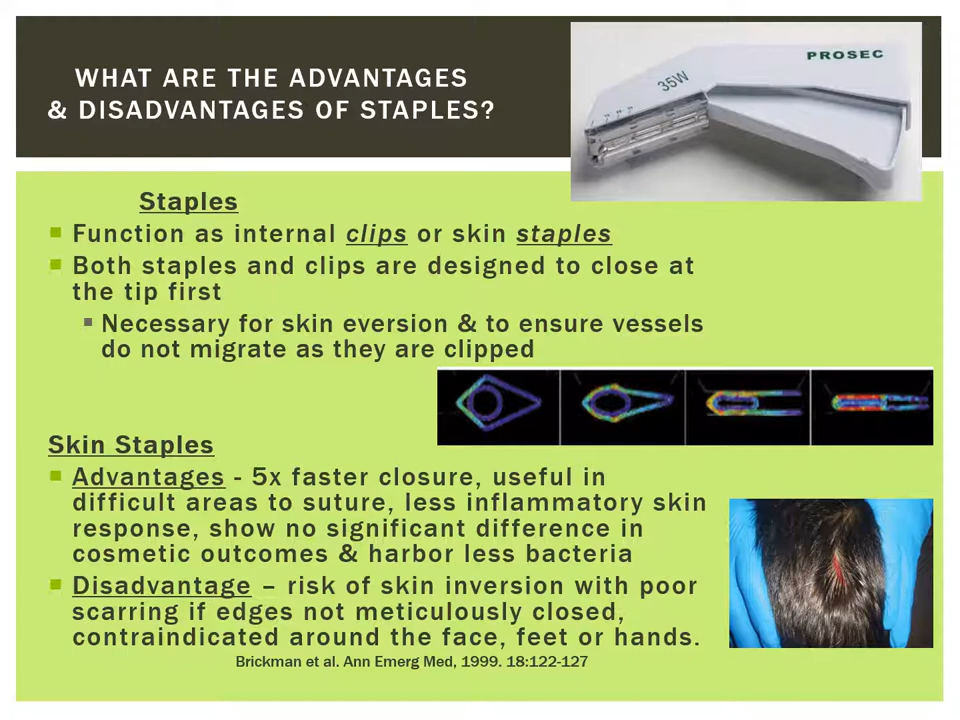 WHAT ARE THE ADVANTAGES
& DISADVANTAGES OF STAPLES?
PROSEC
35W
Staples
Function as internal clips or skin staples
Both staples and clips are designed to close at
the tip first
Necessary for skin eversion & to ensure vessels
do not migrate as they are clipped
Skin Staples
Advantages - 5x faster closure, useful in
difficult areas to suture, less inflammatory skin
response, show no significant difference in
cosmetic outcomes & harbor less bacteria
Disadvantage – risk of skin inversion with poor
scarring if edges not meticulously closed,
contraindicated around the face, feet or hands.
Brickman et al. Ann Emerg Med, 1999. 18:122-127